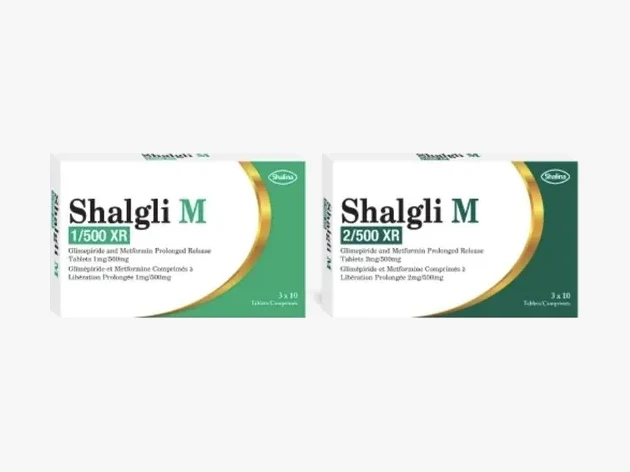 Shalgli M
Shalina
Shalgli M
1/500 XR
Glimepiride and Metformin Prolonged Release
Tablets 1mg/500mg
Glimépiride et Metformine Comprimés à
Libération Prolongée 1mg/500mg
3 x 10
Tablets/Comprimés
Shalgli M
Shalina
Shalgli M
2/500 XR
Glimepiride and Metformin Prolonged Release
Tablets 2mg/500mg
Glimépiride et Metformine Comprimés à
Libération Prolongée 2mg/500mg
3 x 10
Tablets/Comprimés